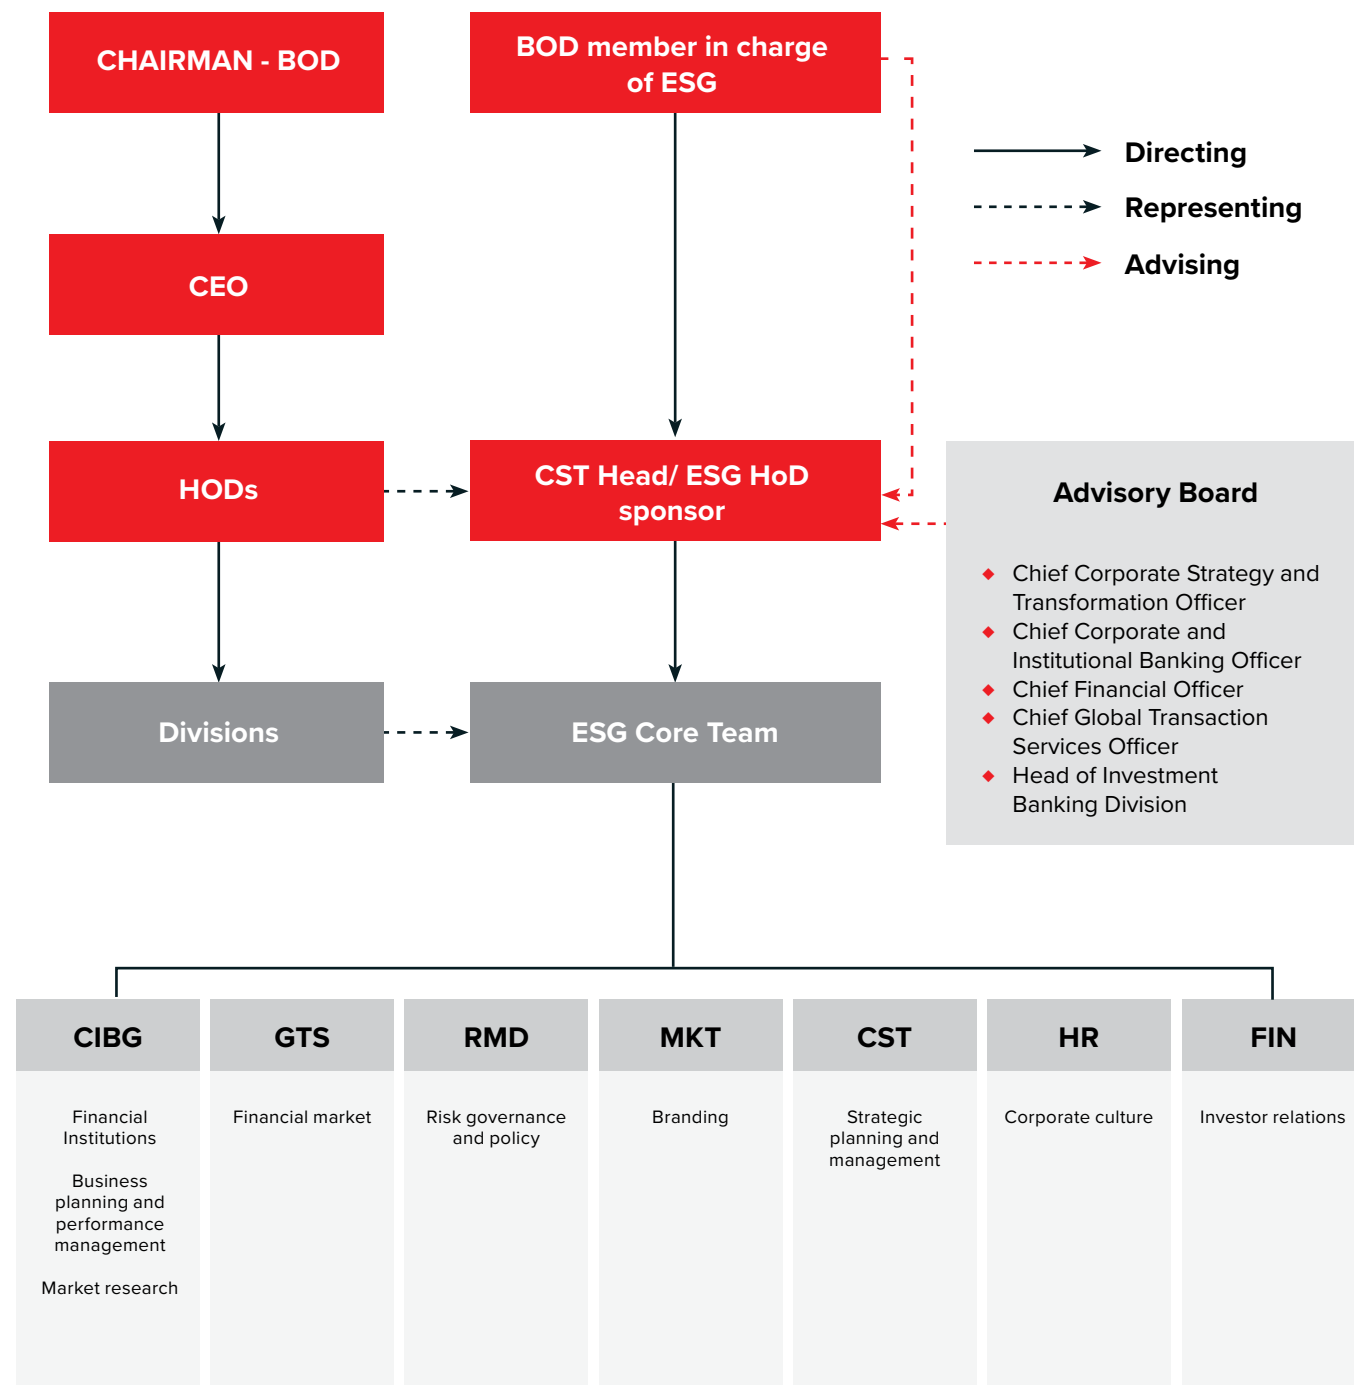 CHAIRMAN - BOD
BOD member in charge
of ESG
Directing
Representing
Advising
CEO
HODs
CST Head/ ESG HoD
sponsor
Advisory Board
Chief Corporate Strategy and
Transformation Officer
Chief Corporate and
Institutional Banking Officer
Chief Financial Officer
Chief Global Transaction
Services Officer
Head of Investment
Banking Division
Divisions
ESG Core Team
CIBG
Financial
Institutions
Business
planning and
performance
management
Market research
GTS
Financial market
RMD
Risk governance
and policy
MKT
Branding
CST
Strategic
planning and
management
HR
Corporate culture
FIN
Investor relations